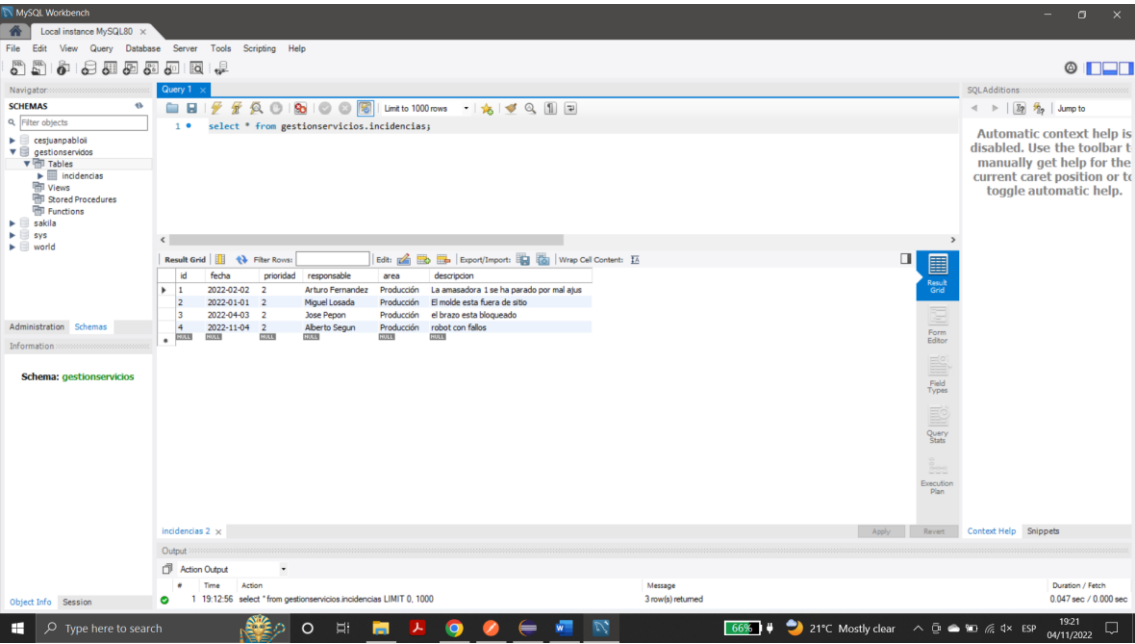 MySQL Workbench
Local instance MySQL80 ×
File Edit View Query Database Server Tools Scripting Help
Navigator
SCHEMAS
Filter objects
cesjuanpabloii
gestionservicios
Tables
incidencias
Views
Stored Procedures
Functions
sakila
sys
world
Administration Schemas
Information
Schema: gestionservicios
Object Info Session
Query 1 ×
Limit to 1000 rows
1 select * from gestionservicios.incidencias;
Result Grid Filter Rows: Edit: Export/Import: Wrap Cell Content:
id fecha prioridad responsable area descripcion
1 2022-02-02 2 Arturo Fernandez Producción La amasadora 1 se ha parado por mal ajus
2 2022-01-01 2 Miguel Losada Producción El molde esta fuera de sitio
3 2022-04-03 2 Jose Pepon Producción el brazo esta bloqueado
4 2022-11-04 2 Alberto Segun Producción robot con fallos
NULL NULL NULL NULL NULL NULL
Result
Grid
Form
Editor
Field
Types
Query
Stats
Execution
Plan
incidencias 2 ×
Apply Revert
SQLAdditions
Jump to
Automatic context help is
disabled. Use the toolbar t
manually get help for the
current caret position or to
toggle automatic help.
Context Help Snippets
Output
Action Output
# Time Action Message Duration / Fetch
1 19:12:56 select * from gestionservicios.incidencias LIMIT 0, 1000 3 row(s) returned 0.047 sec / 0.000 sec
Type here to search
66% 21°C Mostly clear ESP 19:21
04/11/2022